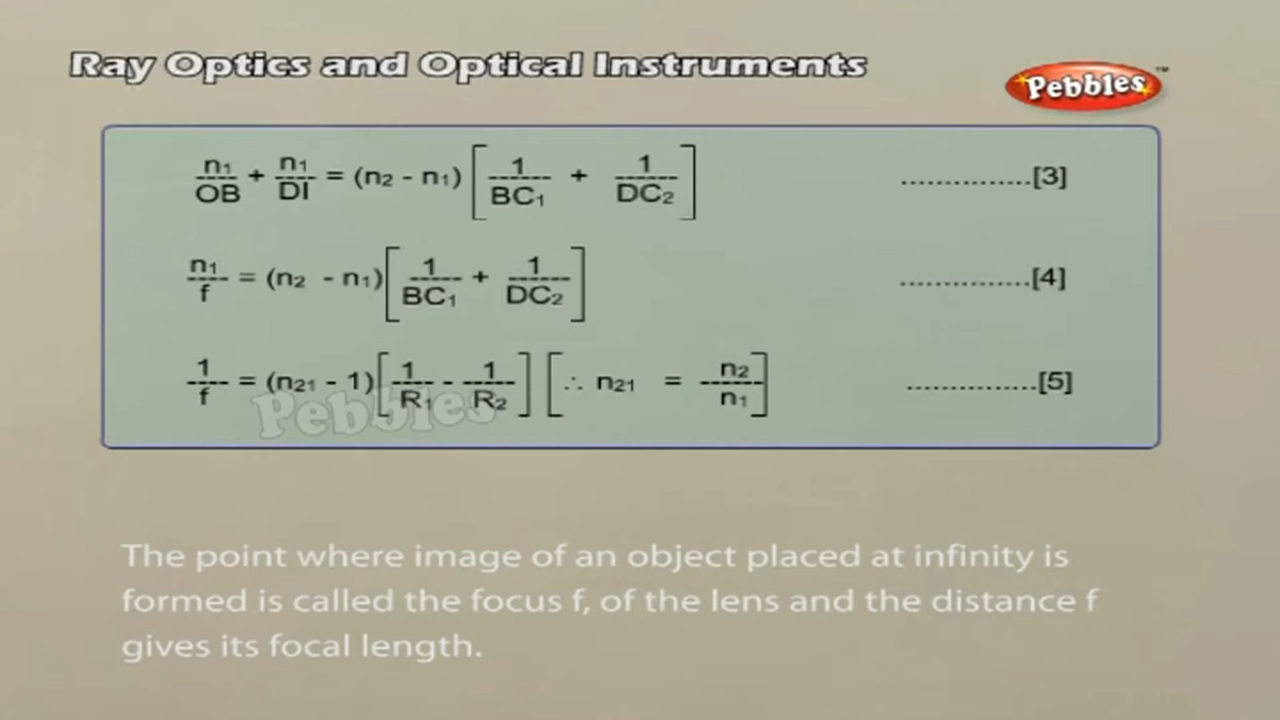 Ray Optics and Optical Instruments
Pebbles™
n₁/OB + n₁/DI = (n₂ - n₁) [ 1/BC₁ + 1/DC₂ ] ...............[3]
n₁/f = (n₂ - n₁) [ 1/BC₁ + 1/DC₂ ] ...............[4]
1/f = (n₂₁ - 1) [ 1/R₁ - 1/R₂ ] [ ∴ n₂₁ = n₂/n₁ ] ...............[5]
Pebbles
The point where image of an object placed at infinity is
formed is called the focus f, of the lens and the distance f
gives its focal length.